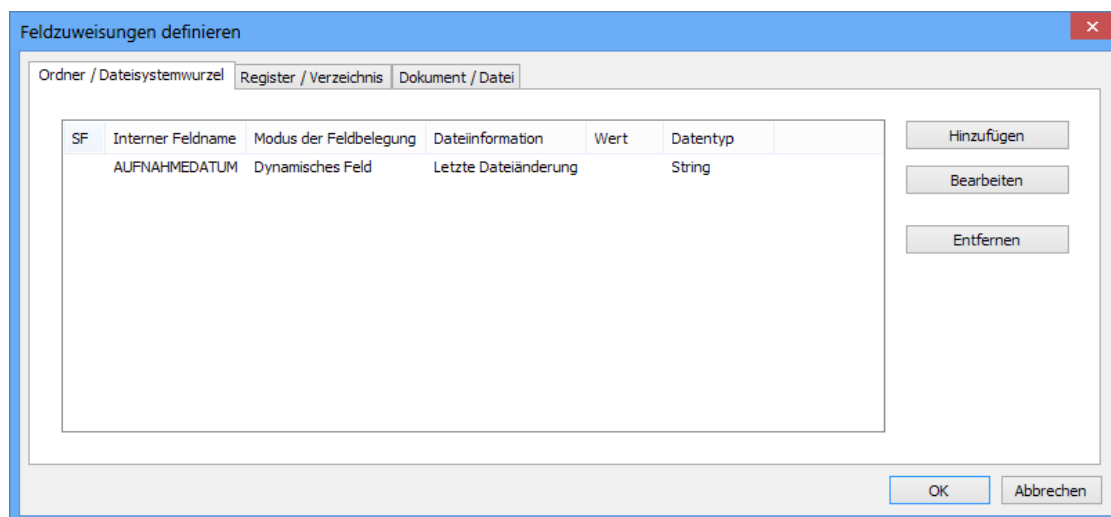 Feldzuweisungen definieren
Ordner / Dateisystemwurzel Register / Verzeichnis Dokument / Datei
SF Interner Feldname Modus der Feldbelegung Dateiinformation Wert Datentyp
AUFNAHMEDATUM Dynamisches Feld Letzte Dateiänderung String
Hinzufügen
Bearbeiten
Entfernen
OK Abbrechen